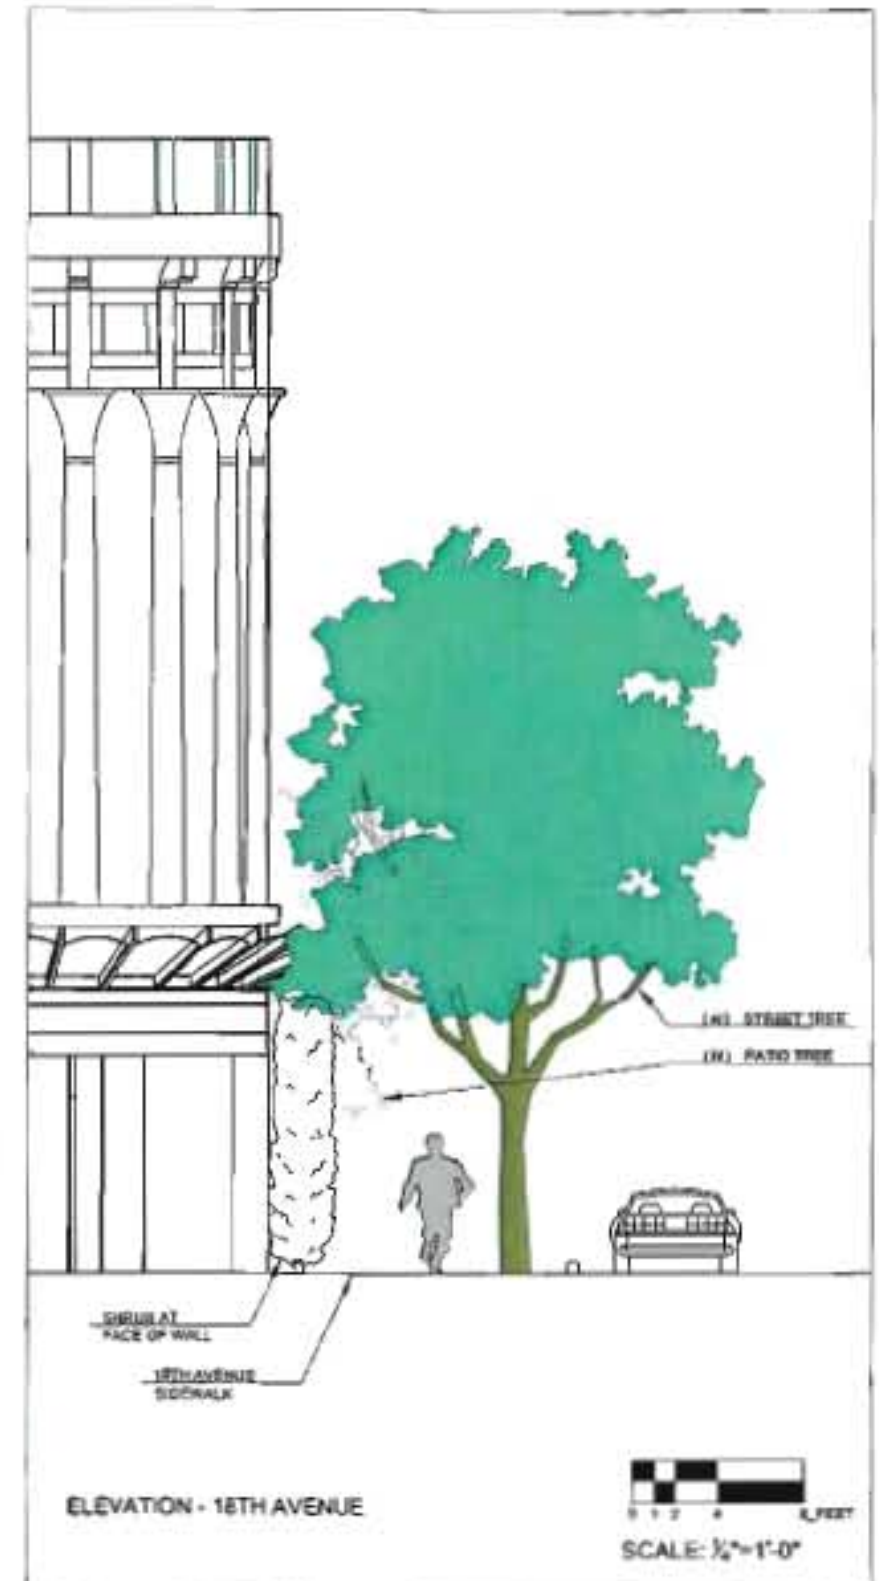 STREET TREE
PATIO TREE
SHRUB AT
FACE OF WALL
18TH AVENUE
SIDEWALK
ELEVATION - 18TH AVENUE
0 1 2 4 8 FEET
SCALE: ¼"=1'-0"